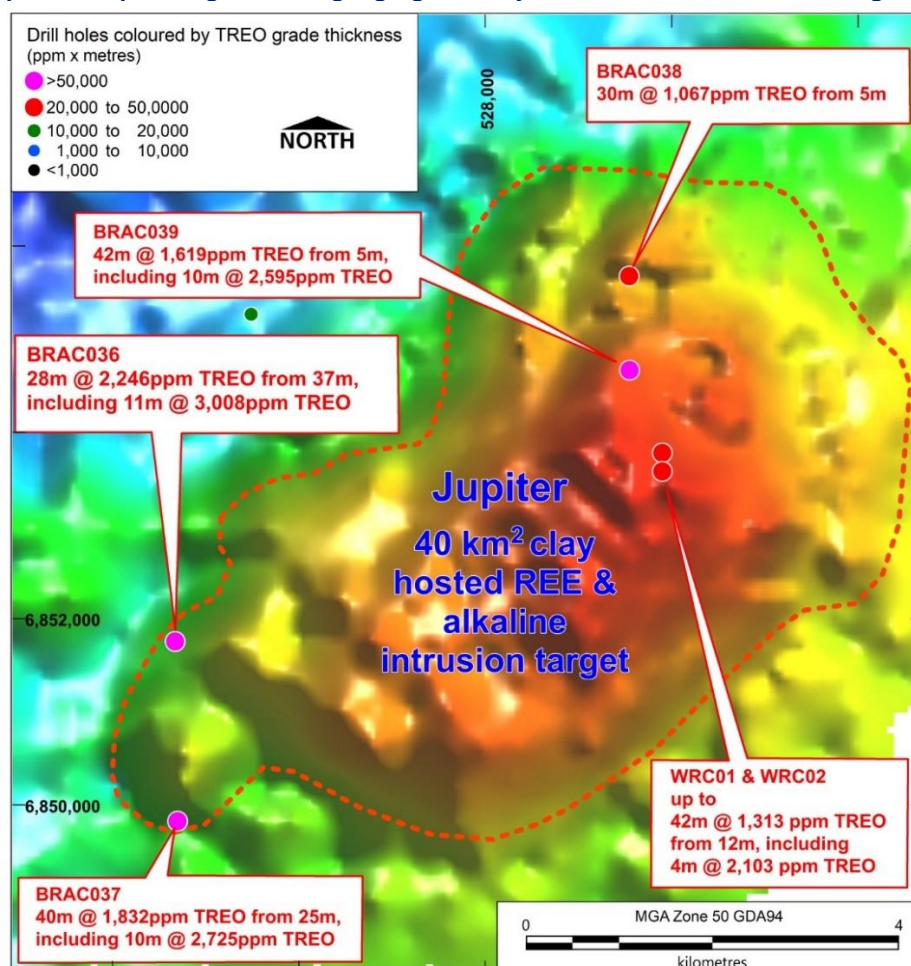 Drill holes coloured by TREO grade thickness
(ppm x metres)
>50,000
20,000 to 50,0000
10,000 to 20,000
1,000 to 10,000
<1,000
NORTH
528,000
BRAC038
30m @ 1,067ppm TREO from 5m
BRAC039
42m @ 1,619ppm TREO from 5m,
including 10m @ 2,595ppm TREO
BRAC036
28m @ 2,246ppm TREO from 37m,
including 11m @ 3,008ppm TREO
Jupiter
40 km² clay
hosted REE &
alkaline
intrusion target
6,852,000
6,850,000
WRC01 & WRC02
up to
42m @ 1,313 ppm TREO
from 12m, including
4m @ 2,103 ppm TREO
BRAC037
40m @ 1,832ppm TREO from 25m,
including 10m @ 2,725ppm TREO
MGA Zone 50 GDA94
0 4
kilometres